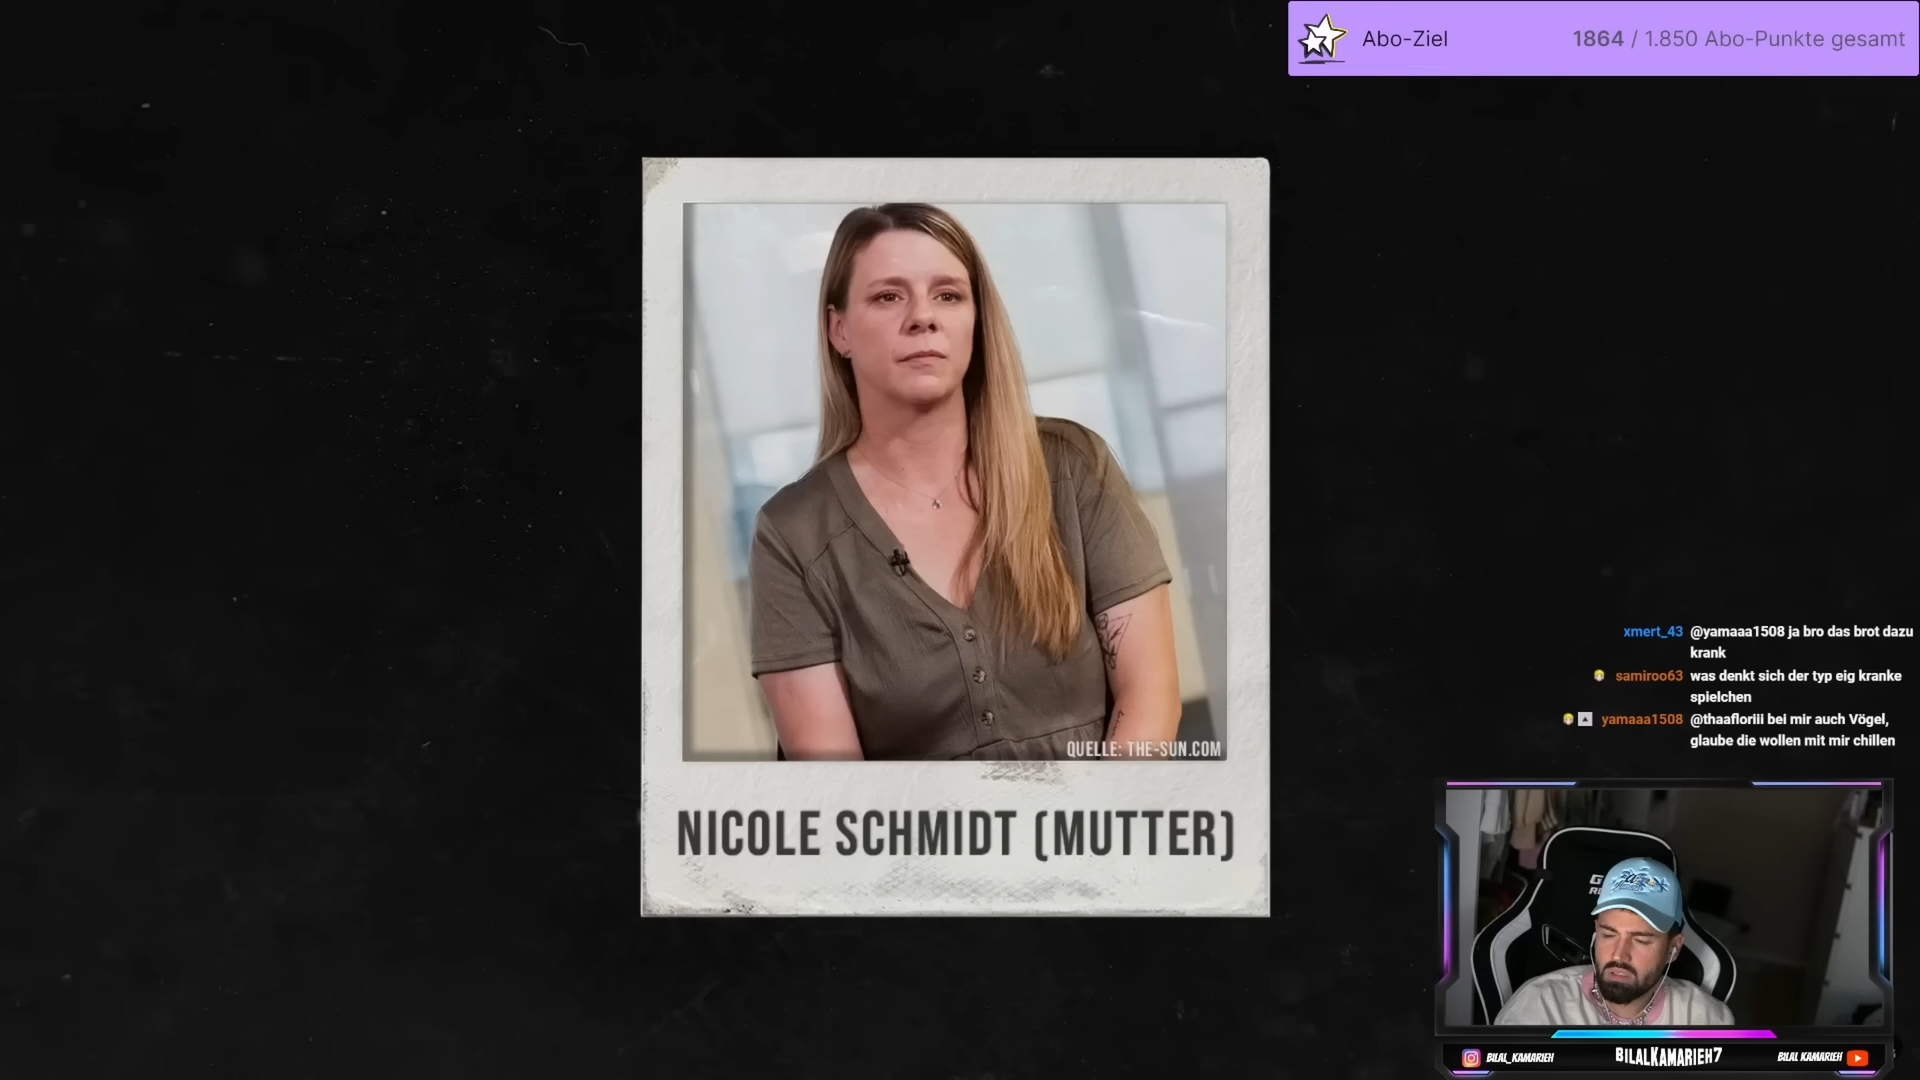 Abo-Ziel
1864 / 1.850 Abo-Punkte gesamt
QUELLE: THE-SUN.COM
NICOLE SCHMIDT (MUTTER)
xmert_43 @yamaaa1508 ja bro das brot dazu
krank
samiroo63 was denkt sich der typ eig kranke
spielchen
yamaaa1508 @thaafloriii bei mir auch Vögel,
glaube die wollen mit mir chillen
BILAL_KAMARIEH
BILALKAMARIEH7
BILAL KAMARIEH